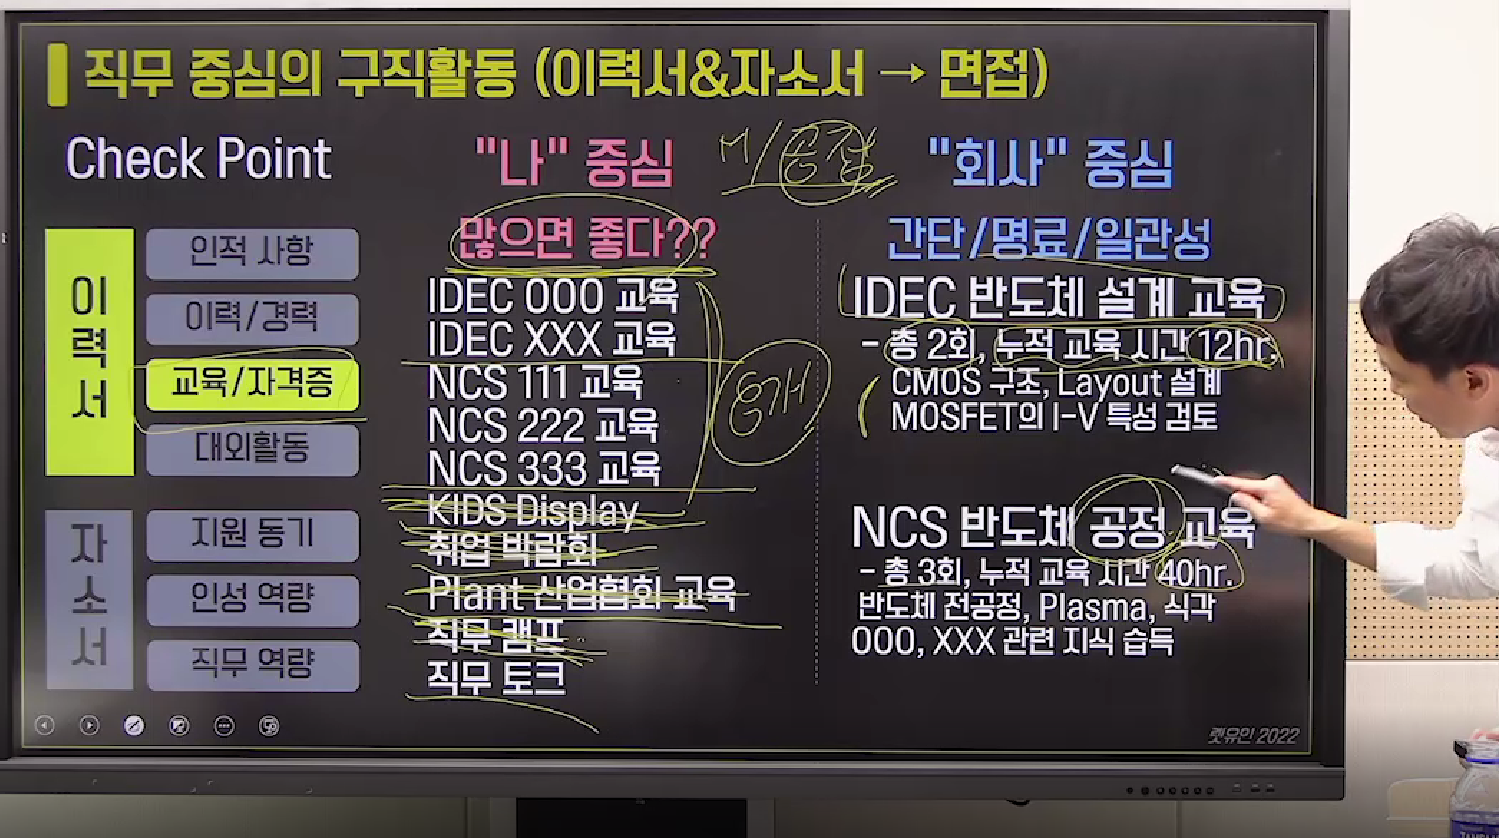 직무 중심의 구직활동 (이력서&자소서 → 면접)
Check Point
"나" 중심
M/공정
"회사" 중심
이력서
인적 사항
이력/경력
교육/자격증
대외활동
자소서
지원 동기
인성 역량
직무 역량
많으면 좋다??
IDEC OOO 교육
IDEC XXX 교육
NCS 111 교육
NCS 222 교육
NCS 333 교육
KIDS Display
취업 박람회
Plant 산업협회 교육
직무 캠프
직무 토크
간단/명료/일관성
IDEC 반도체 설계 교육
- 총 2회, 누적 교육 시간 12hr,
CMOS 구조, Layout 설계
MOSFET의 I-V 특성 검토
NCS 반도체 공정 교육
- 총 3회, 누적 교육 시간 40hr.
반도체 전공정, Plasma, 식각
OOO, XXX 관련 지식 습득
렛유인 2022